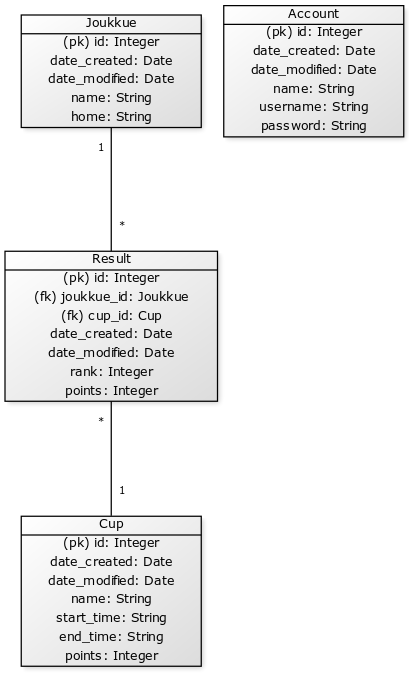 Joukkue
(pk) id: Integer
date_created: Date
date_modified: Date
name: String
home: String
Account
(pk) id: Integer
date_created: Date
date_modified: Date
name: String
username: String
password: String
1
*
Result
(pk) id: Integer
(fk) joukkue_id: Joukkue
(fk) cup_id: Cup
date_created: Date
date_modified: Date
rank: Integer
points: Integer
*
1
Cup
(pk) id: Integer
date_created: Date
date_modified: Date
name: String
start_time: String
end_time: String
points: Integer